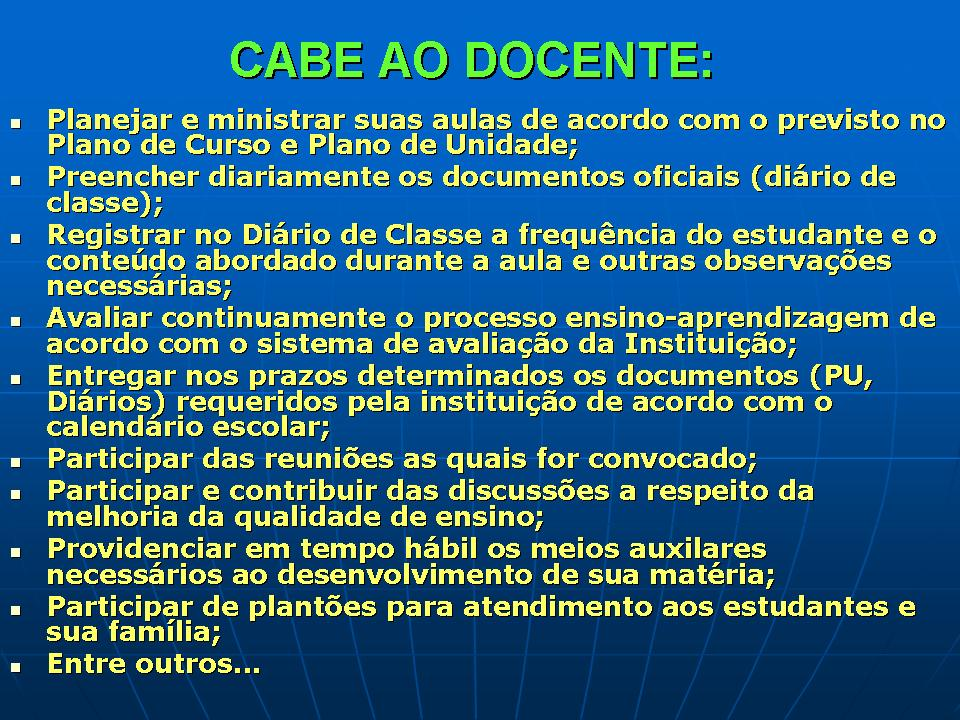 CABE AO DOCENTE:
Planejar e ministrar suas aulas de acordo com o previsto no
Plano de Curso e Plano de Unidade;
Preencher diariamente os documentos oficiais (diário de
classe);
Registrar no Diário de Classe a frequência do estudante e o
conteúdo abordado durante a aula e outras observações
necessárias;
Avaliar continuamente o processo ensino-aprendizagem de
acordo com o sistema de avaliação da Instituição;
Entregar nos prazos determinados os documentos (PU,
Diários) requeridos pela instituição de acordo com o
calendário escolar;
Participar das reuniões as quais for convocado;
Participar e contribuir das discussões a respeito da
melhoria da qualidade de ensino;
Providenciar em tempo hábil os meios auxilares
necessários ao desenvolvimento de sua matéria;
Participar de plantões para atendimento aos estudantes e
sua família;
Entre outros...